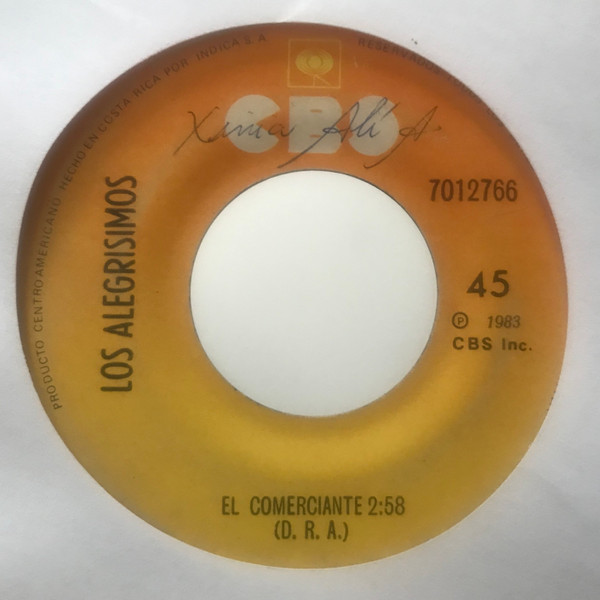 PRODUCTO CENTROAMERICANO HECHO EN COSTA RICA POR INDICA S A
RESERVADOS
CBS
Xinia Alí A.
7012766
LOS ALEGRISIMOS
45
℗ 1983
CBS Inc.
EL COMERCIANTE 2:58
(D. R. A.)